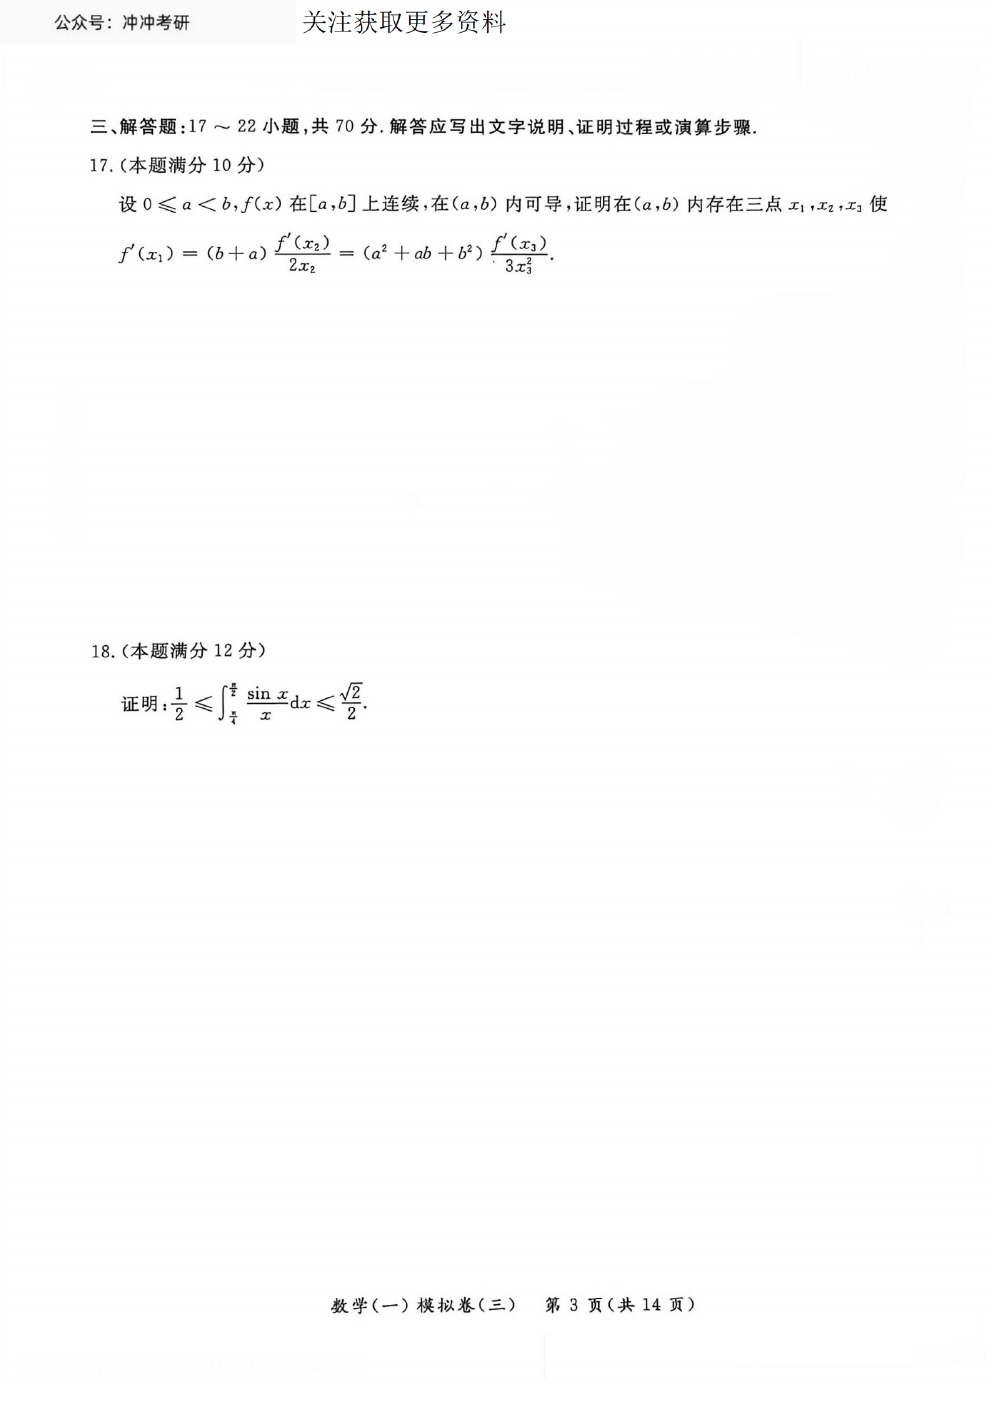 公众号：冲冲考研
关注获取更多资料
三、解答题:17 ～ 22 小题,共 70 分.解答应写出文字说明、证明过程或演算步骤.
17.(本题满分 10 分)
设 0 ≤ a < b, f(x) 在[a,b] 上连续,在(a,b) 内可导,证明在(a,b) 内存在三点 x₁,x₂,x₃ 使
f′(x₁) = (b+a) f′(x₂)/2x₂ = (a² + ab + b²) f′(x₃)/3x₃².
18.(本题满分 12 分)
证明: 1/2 ≤ ∫_{π/4}^{π/2} sin x/x dx ≤ √2/2.
数学(一) 模拟卷(三) 第 3 页(共 14 页)